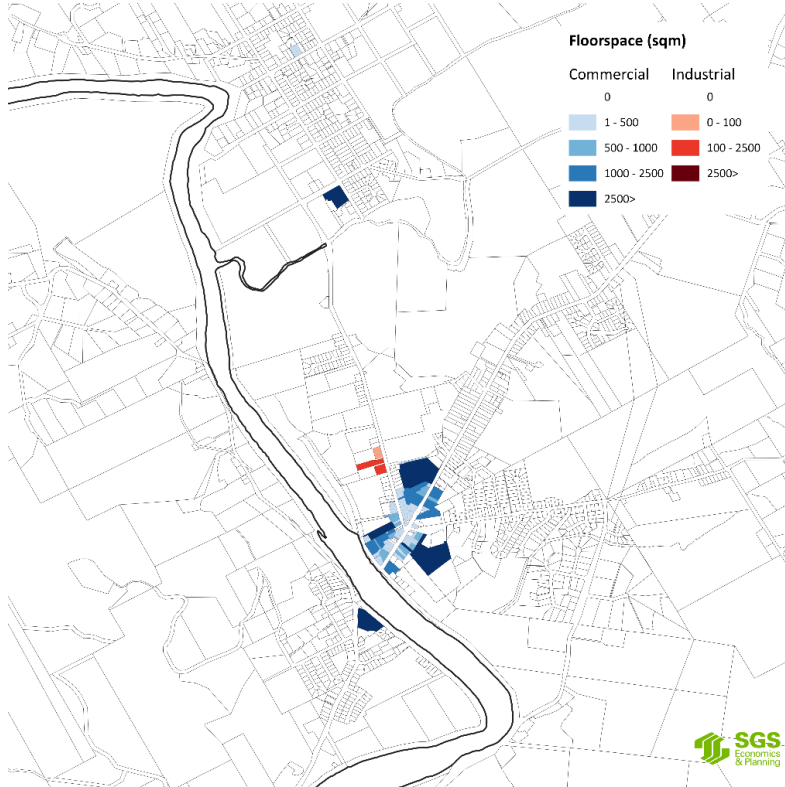 Floorspace (sqm)
Commercial Industrial
0 0
1 - 500 0 - 100
500 - 1000 100 - 2500
1000 - 2500 2500>
2500>
SGS
Economics
& Planning